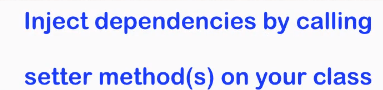 Inject dependencies by calling
setter method(s) on your class